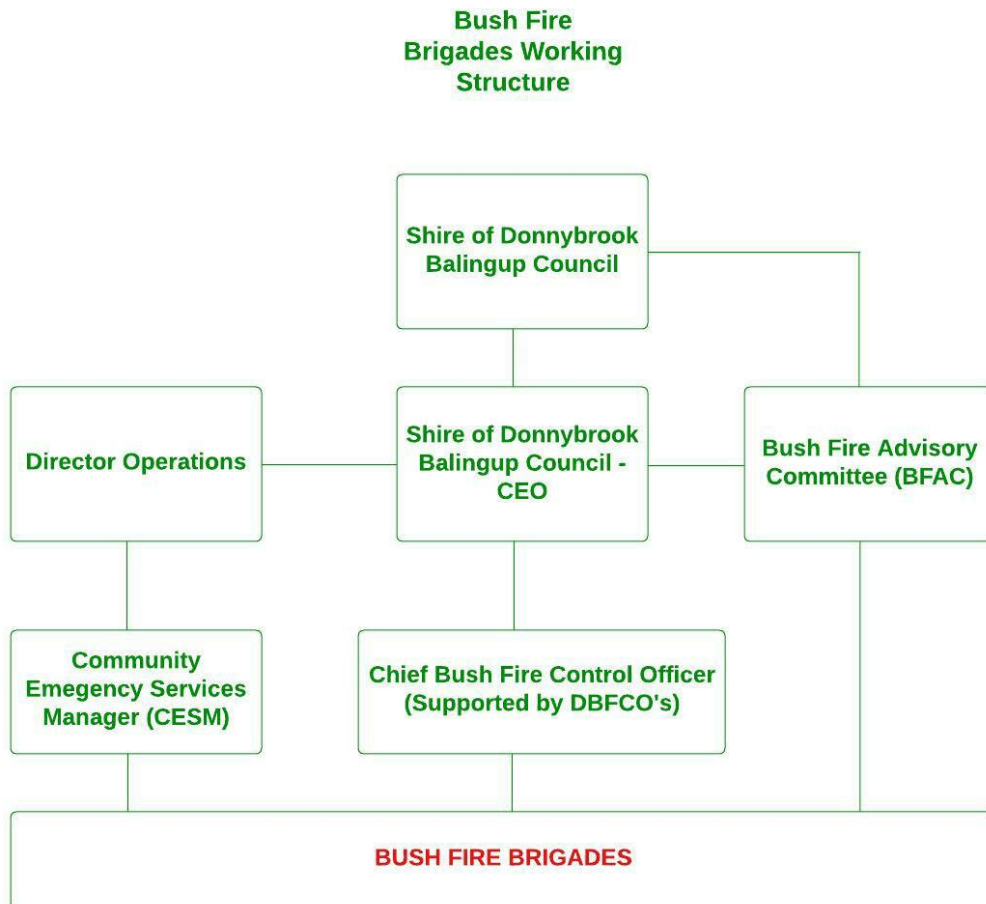 Bush Fire
Brigades Working
Structure
Shire of Donnybrook
Balingup Council
Director Operations
Shire of Donnybrook
Balingup Council -
CEO
Bush Fire Advisory
Committee (BFAC)
Community
Emegency Services
Manager (CESM)
Chief Bush Fire Control Officer
(Supported by DBFCO's)
BUSH FIRE BRIGADES